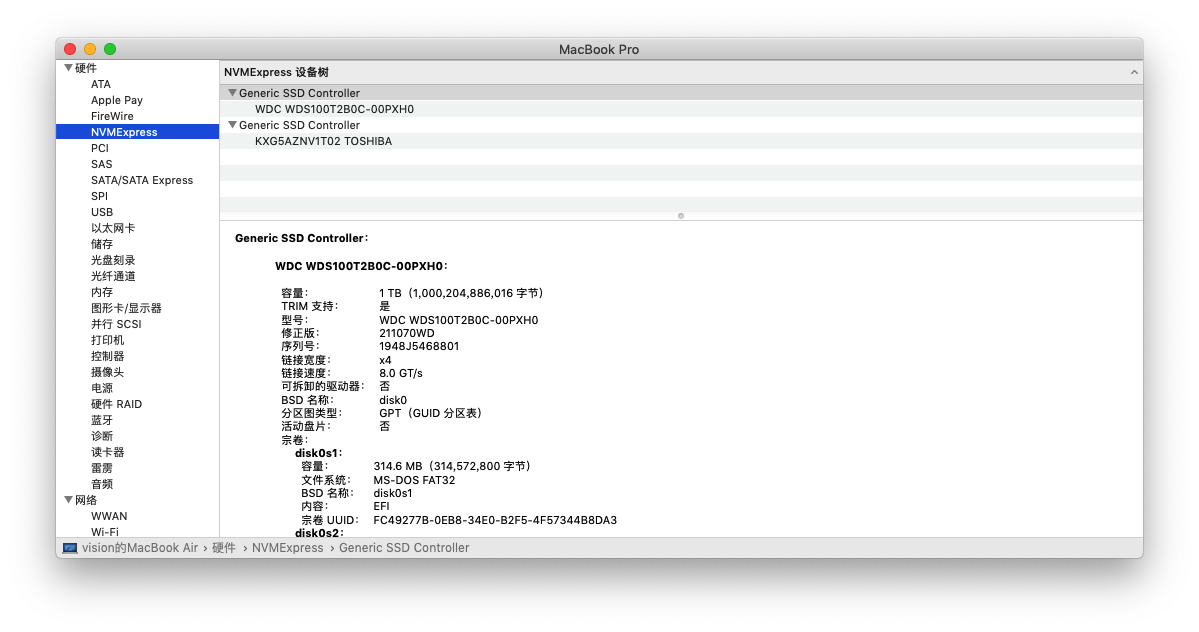 MacBook Pro
硬件
ATA
Apple Pay
FireWire
NVMExpress
PCI
SAS
SATA/SATA Express
SPI
USB
以太网卡
储存
光盘刻录
光纤通道
内存
图形卡/显示器
并行 SCSI
打印机
控制器
摄像头
电源
硬件 RAID
蓝牙
诊断
读卡器
雷雳
音频
网络
WWAN
Wi-Fi
NVMExpress 设备树
Generic SSD Controller
WDC WDS100T2B0C-00PXH0
Generic SSD Controller
KXG5AZNV1T02 TOSHIBA
Generic SSD Controller:
WDC WDS100T2B0C-00PXH0:
容量: 1 TB（1,000,204,886,016 字节）
TRIM 支持: 是
型号: WDC WDS100T2B0C-00PXH0
修正版: 211070WD
序列号: 1948J5468801
链接宽度: x4
链接速度: 8.0 GT/s
可拆卸的驱动器: 否
BSD 名称: disk0
分区图类型: GPT（GUID 分区表）
活动盘片: 否
宗卷:
disk0s1:
容量: 314.6 MB（314,572,800 字节）
文件系统: MS-DOS FAT32
BSD 名称: disk0s1
内容: EFI
宗卷 UUID: FC49277B-0EB8-34E0-B2F5-4F57344B8DA3
disk0s2:
vision的MacBook Air › 硬件 › NVMExpress › Generic SSD Controller